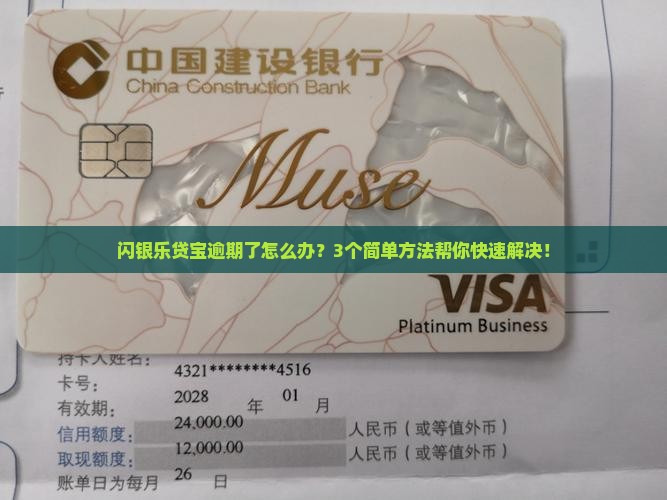 中国建设银行
China Construction Bank
Muse
闪银乐贷宝逾期了怎么办？3个简单方法帮你快速解决！
VISA
Platinum Business
持卡人姓名：
卡号： 4321********4516
有效期： 2028 年 01 月
信用额度： 24,000.00 人民币（或等值外币）
取现额度： 12,000.00 人民币（或等值外币）
账单日为每月 26 日